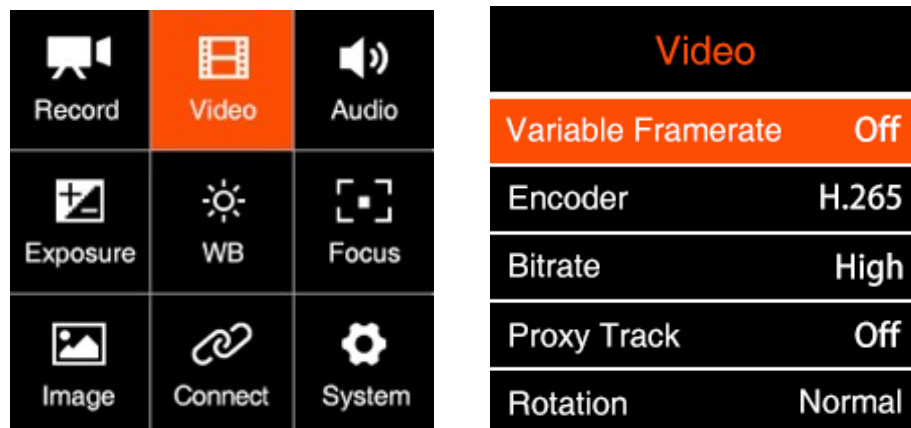 Record Video Audio
Exposure WB Focus
Image Connect System
Video
Variable Framerate Off
Encoder H.265
Bitrate High
Proxy Track Off
Rotation Normal